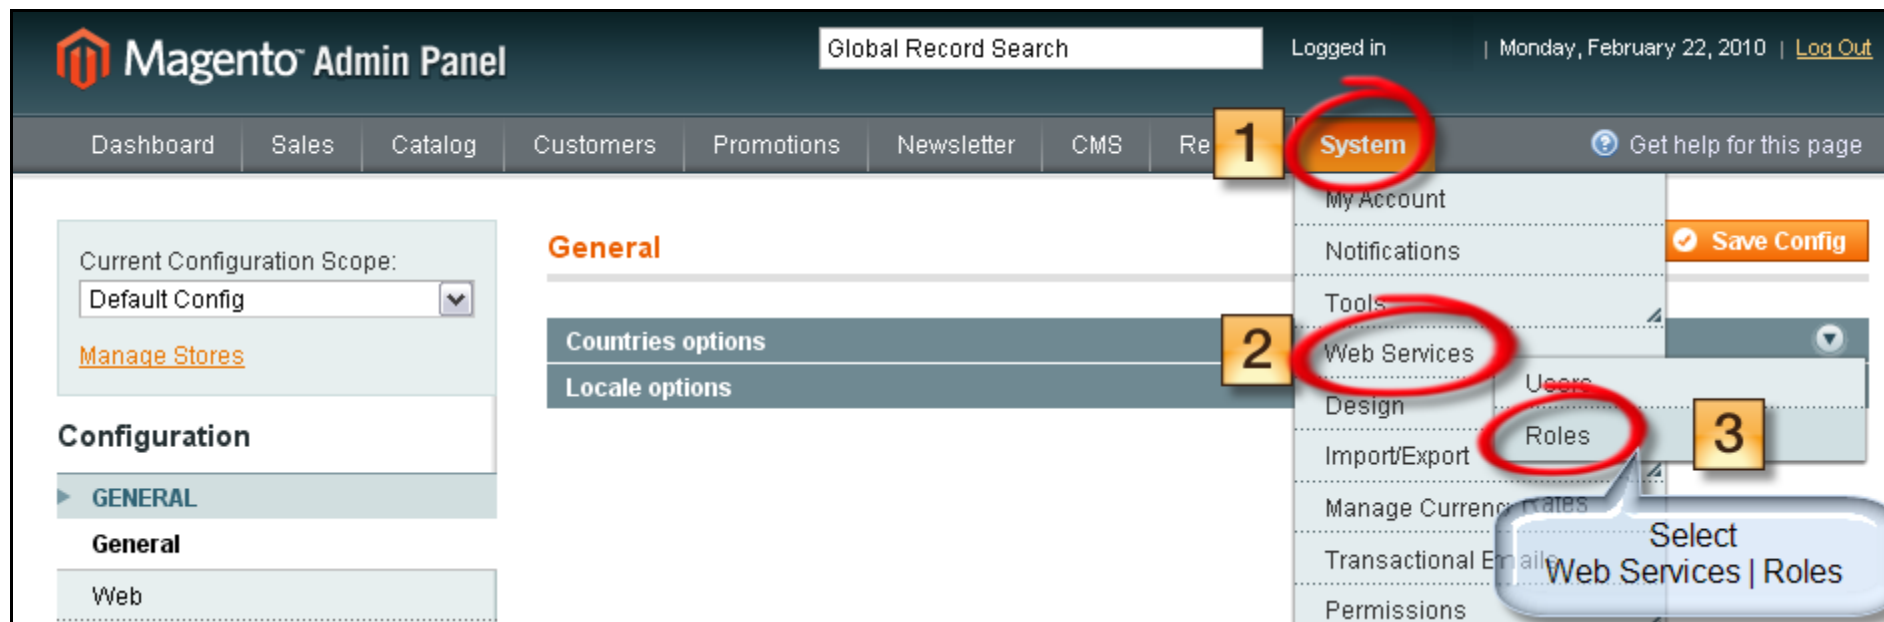 Magento™ Admin Panel
Global Record Search
Logged in | Monday, February 22, 2010 | Log Out
Dashboard Sales Catalog Customers Promotions Newsletter CMS Re 1 System Get help for this page
My Account
Notifications
Tools
2 Web Services
Users
Design
Roles 3
Import/Export
Manage Currency Rates
Transactional Emails
Permissions
Select
Web Services | Roles
Current Configuration Scope:
Default Config
Manage Stores
Configuration
GENERAL
General
Web
General
Save Config
Countries options
Locale options